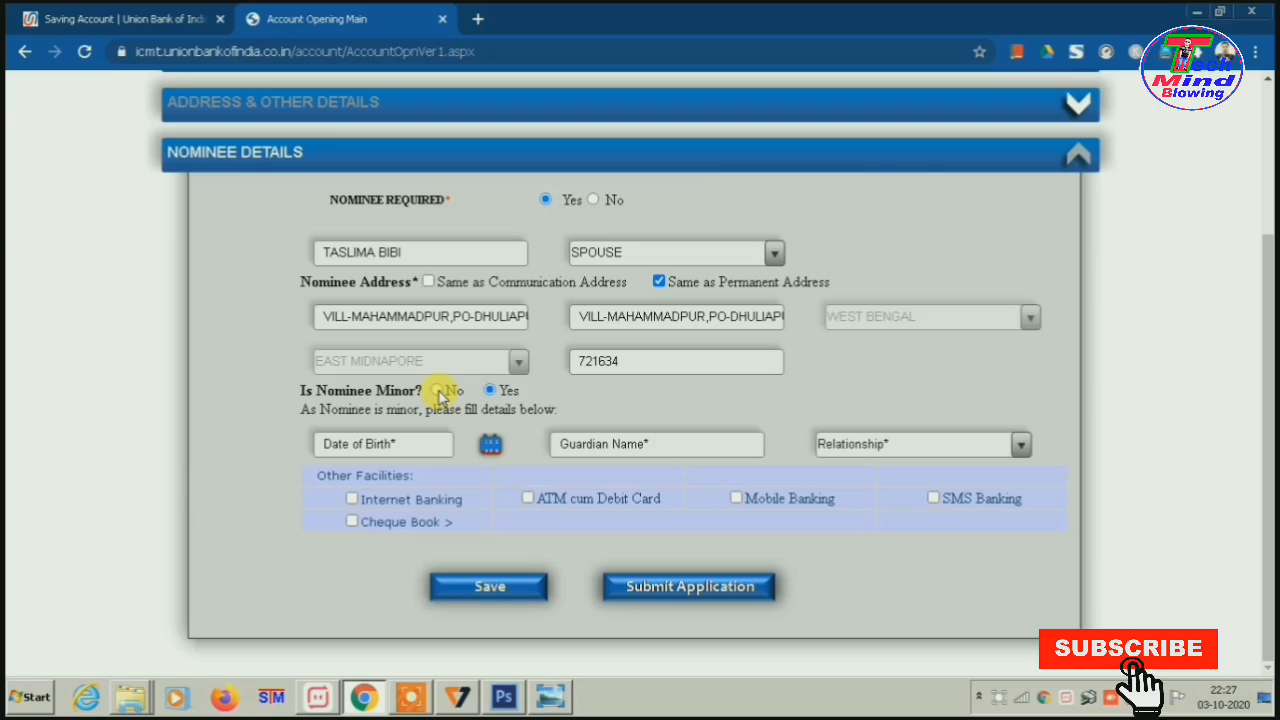 Saving Account | Union Bank of Indi
Account Opening Main
icmt.unionbankofindia.co.in/account/AccountOpnVer1.aspx
Tech
Mind
Blowing
ADDRESS & OTHER DETAILS
NOMINEE DETAILS
NOMINEE REQUIRED* Yes No
TASLIMA BIBI SPOUSE
Nominee Address* Same as Communication Address Same as Permanent Address
VILL-MAHAMMADPUR,PO-DHULIAPU VILL-MAHAMMADPUR,PO-DHULIAPU WEST BENGAL
EAST MIDNAPORE 721634
Is Nominee Minor? No Yes
As Nominee is minor, please fill details below:
Date of Birth* Guardian Name* Relationship*
Other Facilities:
Internet Banking ATM cum Debit Card Mobile Banking SMS Banking
Cheque Book >
Save Submit Application
SUBSCRIBE
Start STM Ps 22:27
03-10-2020